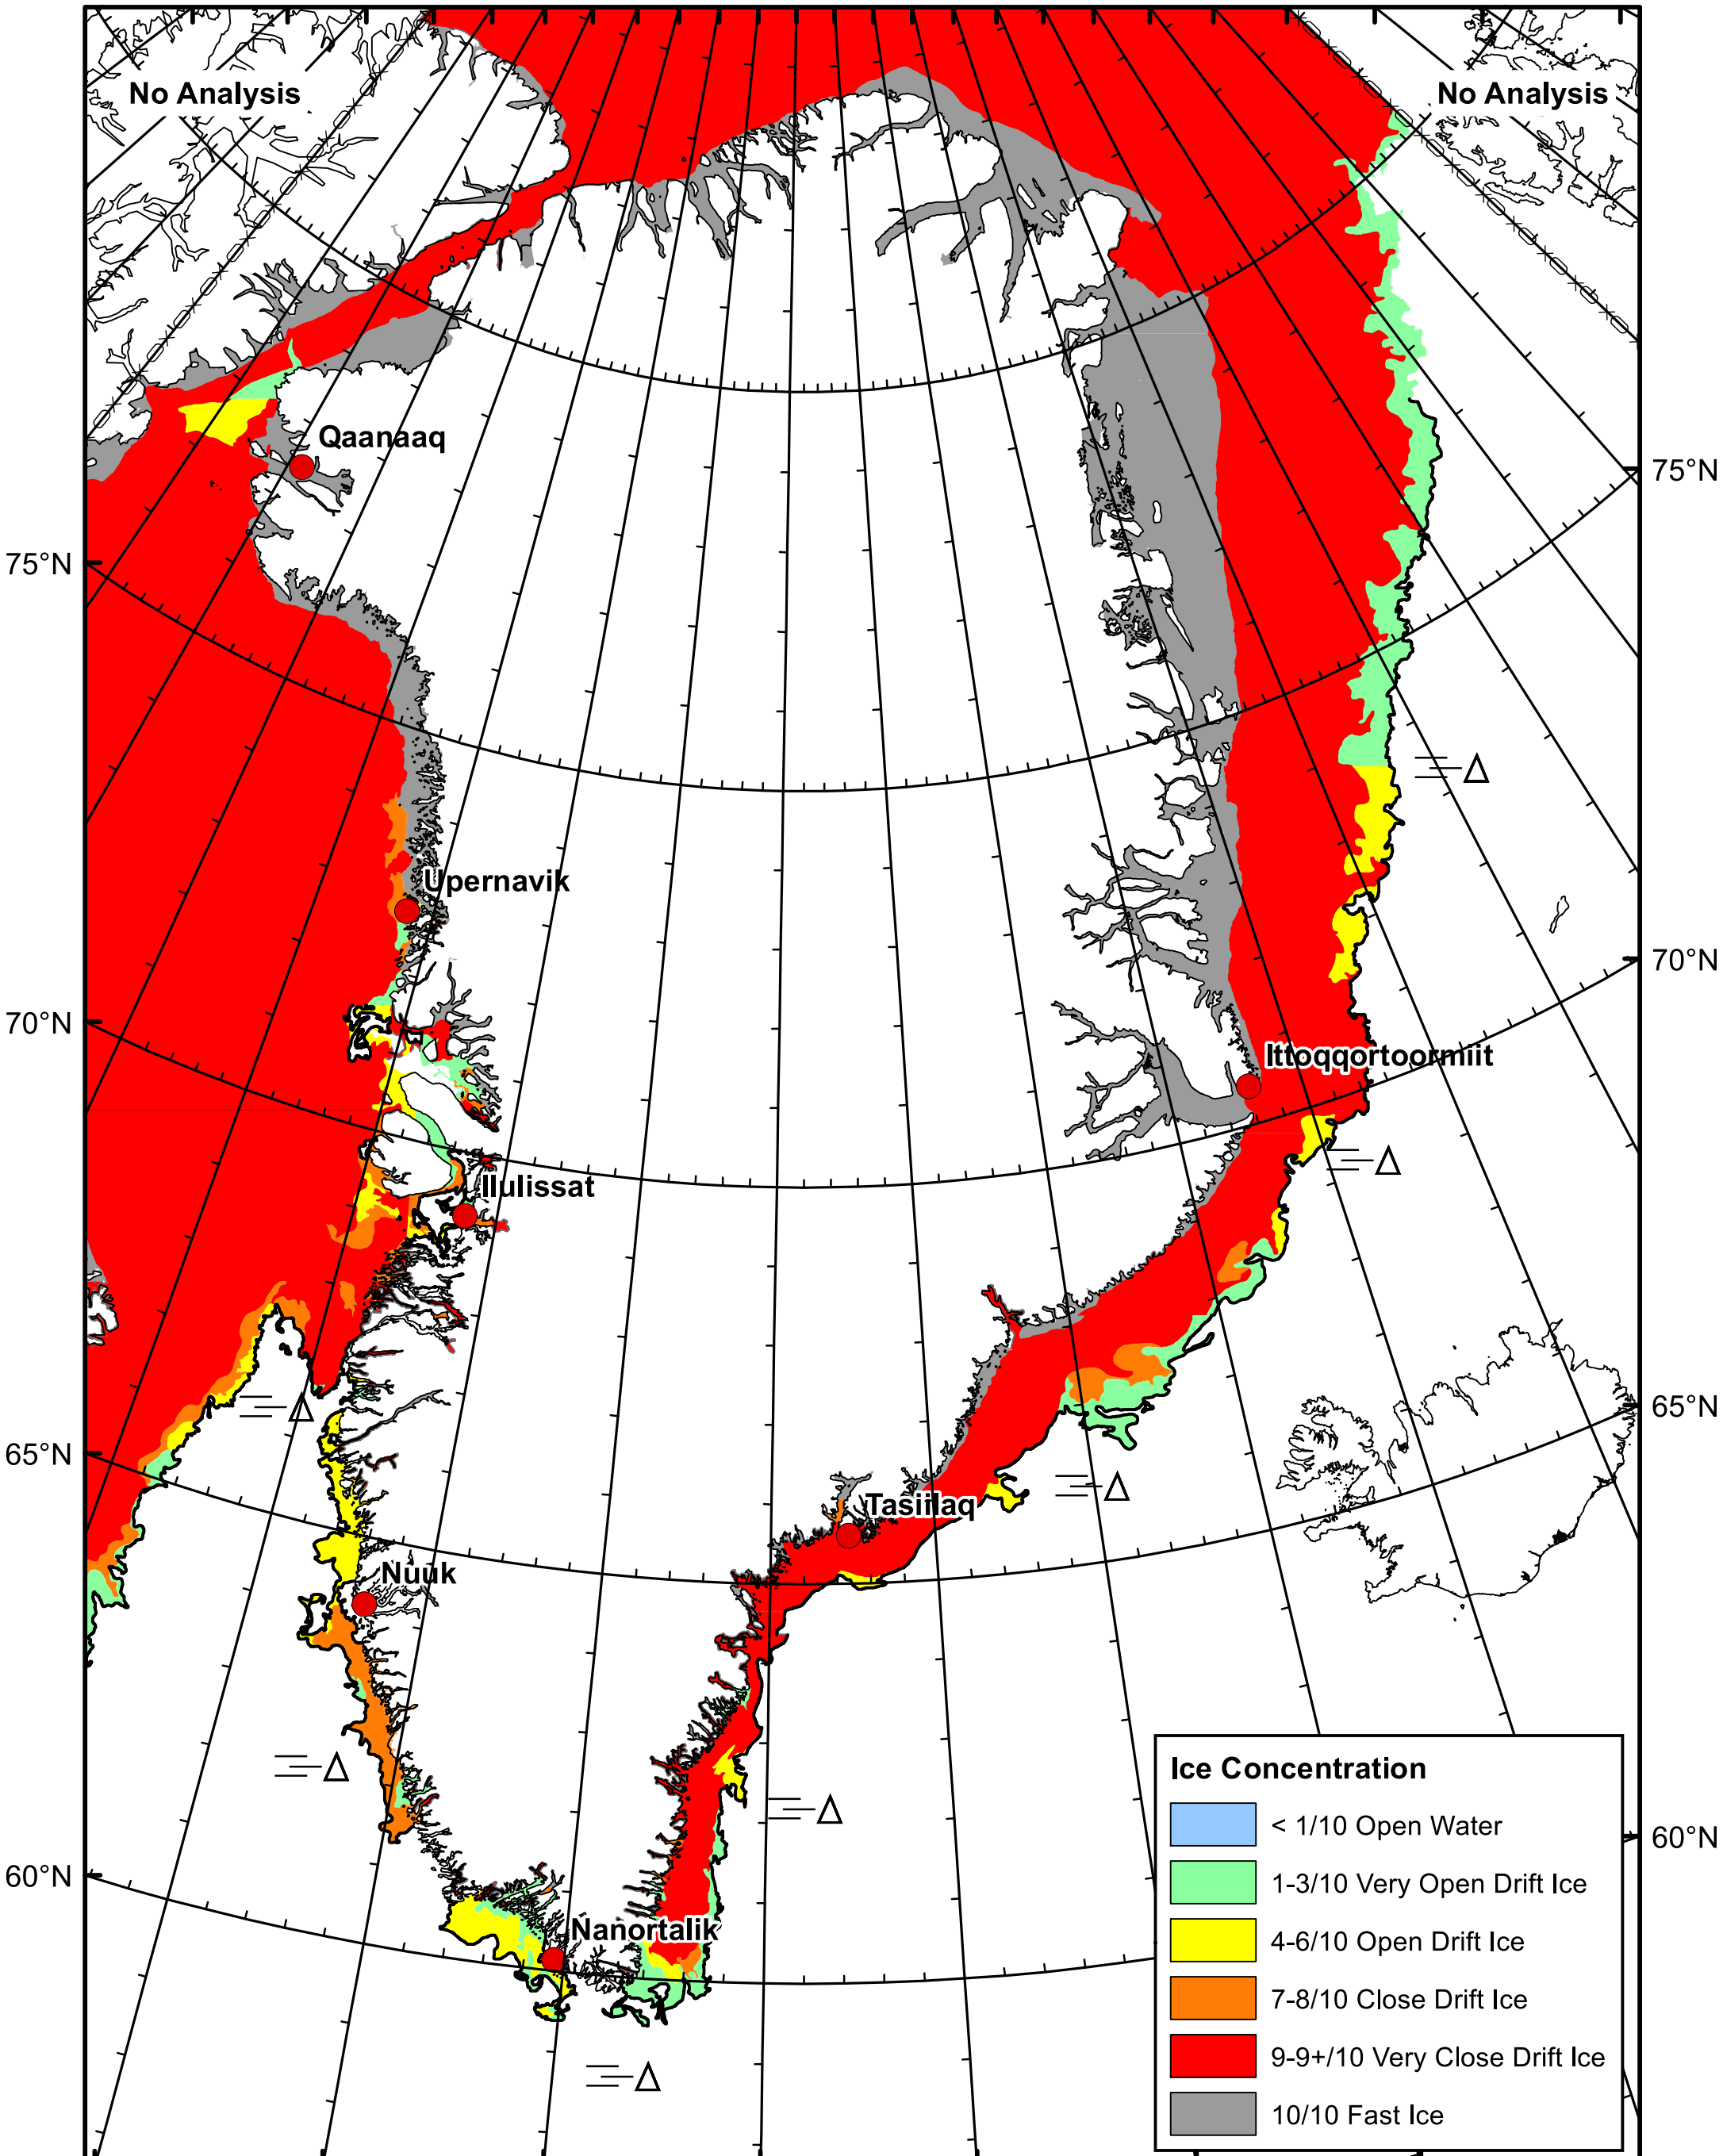 No Analysis
No Analysis
Qaanaaq
75°N
75°N
Upernavik
70°N
70°N
Ittoqqortoormiit
Ilulissat
65°N
65°N
Tasiilaq
Nuuk
60°N
60°N
Nanortalik
Ice Concentration
< 1/10 Open Water
1-3/10 Very Open Drift Ice
4-6/10 Open Drift Ice
7-8/10 Close Drift Ice
9-9+/10 Very Close Drift Ice
10/10 Fast Ice